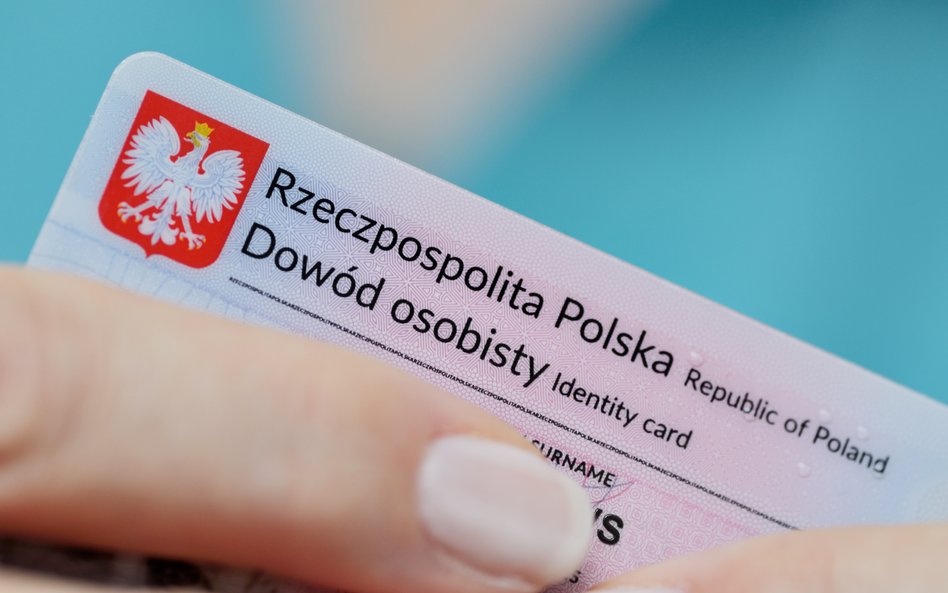 Rzeczpospolita Polska Republic of Poland
Dowód osobisty Identity card
SURNAME